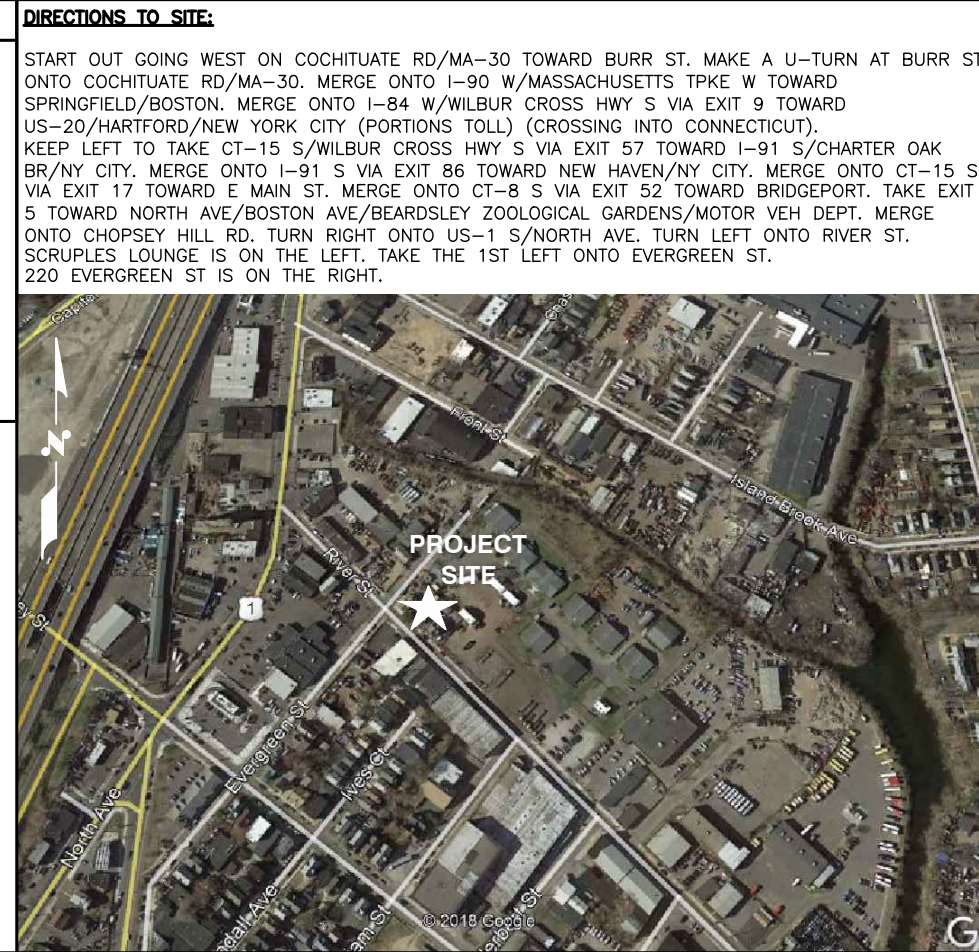 DIRECTIONS TO SITE:
START OUT GOING WEST ON COCHITUATE RD/MA-30 TOWARD BURR ST. MAKE A U-TURN AT BURR ST
ONTO COCHITUATE RD/MA-30. MERGE ONTO I-90 W/MASSACHUSETTS TPKE W TOWARD
SPRINGFIELD/BOSTON. MERGE ONTO I-84 W/WILBUR CROSS HWY S VIA EXIT 9 TOWARD
US-20/HARTFORD/NEW YORK CITY (PORTIONS TOLL) (CROSSING INTO CONNECTICUT).
KEEP LEFT TO TAKE CT-15 S/WILBUR CROSS HWY S VIA EXIT 57 TOWARD I-91 S/CHARTER OAK
BR/NY CITY. MERGE ONTO I-91 S VIA EXIT 86 TOWARD NEW HAVEN/NY CITY. MERGE ONTO CT-15 S
VIA EXIT 17 TOWARD E MAIN ST. MERGE ONTO CT-8 S VIA EXIT 52 TOWARD BRIDGEPORT. TAKE EXIT
5 TOWARD NORTH AVE/BOSTON AVE/BEARDSLEY ZOOLOGICAL GARDENS/MOTOR VEH DEPT. MERGE
ONTO CHOPSEY HILL RD. TURN RIGHT ONTO US-1 S/NORTH AVE. TURN LEFT ONTO RIVER ST.
SCRUPLES LOUNGE IS ON THE LEFT. TAKE THE 1ST LEFT ONTO EVERGREEN ST.
220 EVERGREEN ST IS ON THE RIGHT.
Capitol
Front St
N
Island Brook Ave
PROJECT
SITE
River St
1
ey St
Evergreen St
Ives Ct
North Ave
ndall Ave
am St
© 2018 Google
G